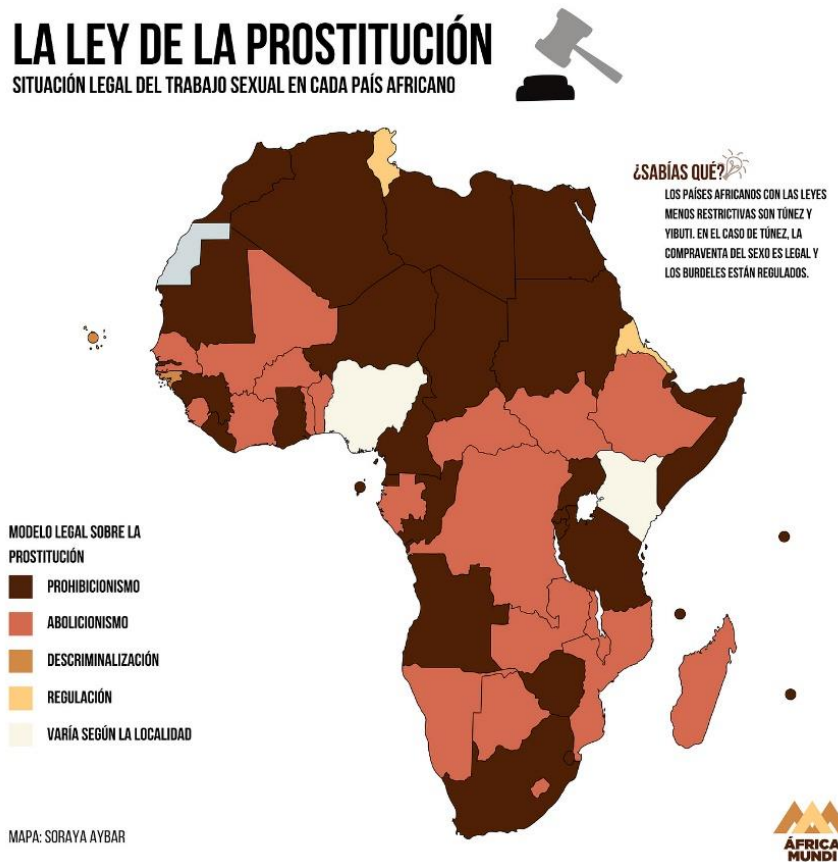 LA LEY DE LA PROSTITUCIÓN
SITUACIÓN LEGAL DEL TRABAJO SEXUAL EN CADA PAÍS AFRICANO
¿SABÍAS QUÉ?
LOS PAÍSES AFRICANOS CON LAS LEYES
MENOS RESTRICTIVAS SON TÚNEZ Y
YIBUTI. EN EL CASO DE TÚNEZ, LA
COMPRAVENTA DEL SEXO ES LEGAL Y
LOS BURDELES ESTÁN REGULADOS.
MODELO LEGAL SOBRE LA
PROSTITUCIÓN
PROHIBICIONISMO
ABOLICIONISMO
DESCRIMINALIZACIÓN
REGULACIÓN
VARÍA SEGÚN LA LOCALIDAD
MAPA: SORAYA AYBAR
ÁFRICA
MUNDI